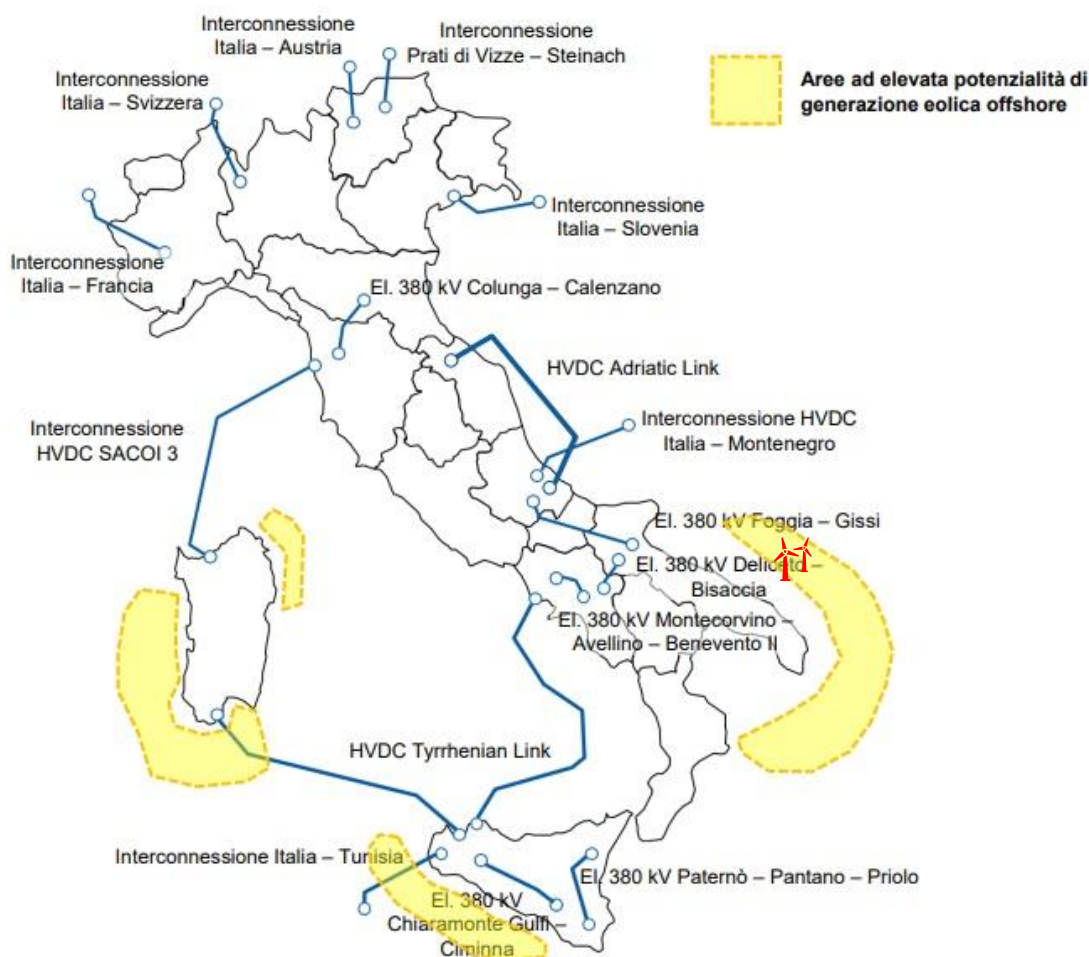 Interconnessione
Italia – Austria
Interconnessione
Prati di Vizze – Steinach
Interconnessione
Italia – Svizzera
Aree ad elevata potenzialità di
generazione eolica offshore
Interconnessione
Italia – Slovenia
Interconnessione
Italia – Francia
El. 380 kV Colunga – Calenzano
HVDC Adriatic Link
Interconnessione HVDC
Italia – Montenegro
Interconnessione
HVDC SACOI 3
El. 380 kV Foggia – Gissi
El. 380 kV Deliceto –
Bisaccia
El. 380 kV Montecorvino –
Avellino – Benevento II
HVDC Tyrrhenian Link
Interconnessione Italia – Tunisia
El. 380 kV Paternò – Pantano – Priolo
El. 380 kV
Chiaramonte Gulfi –
Ciminna